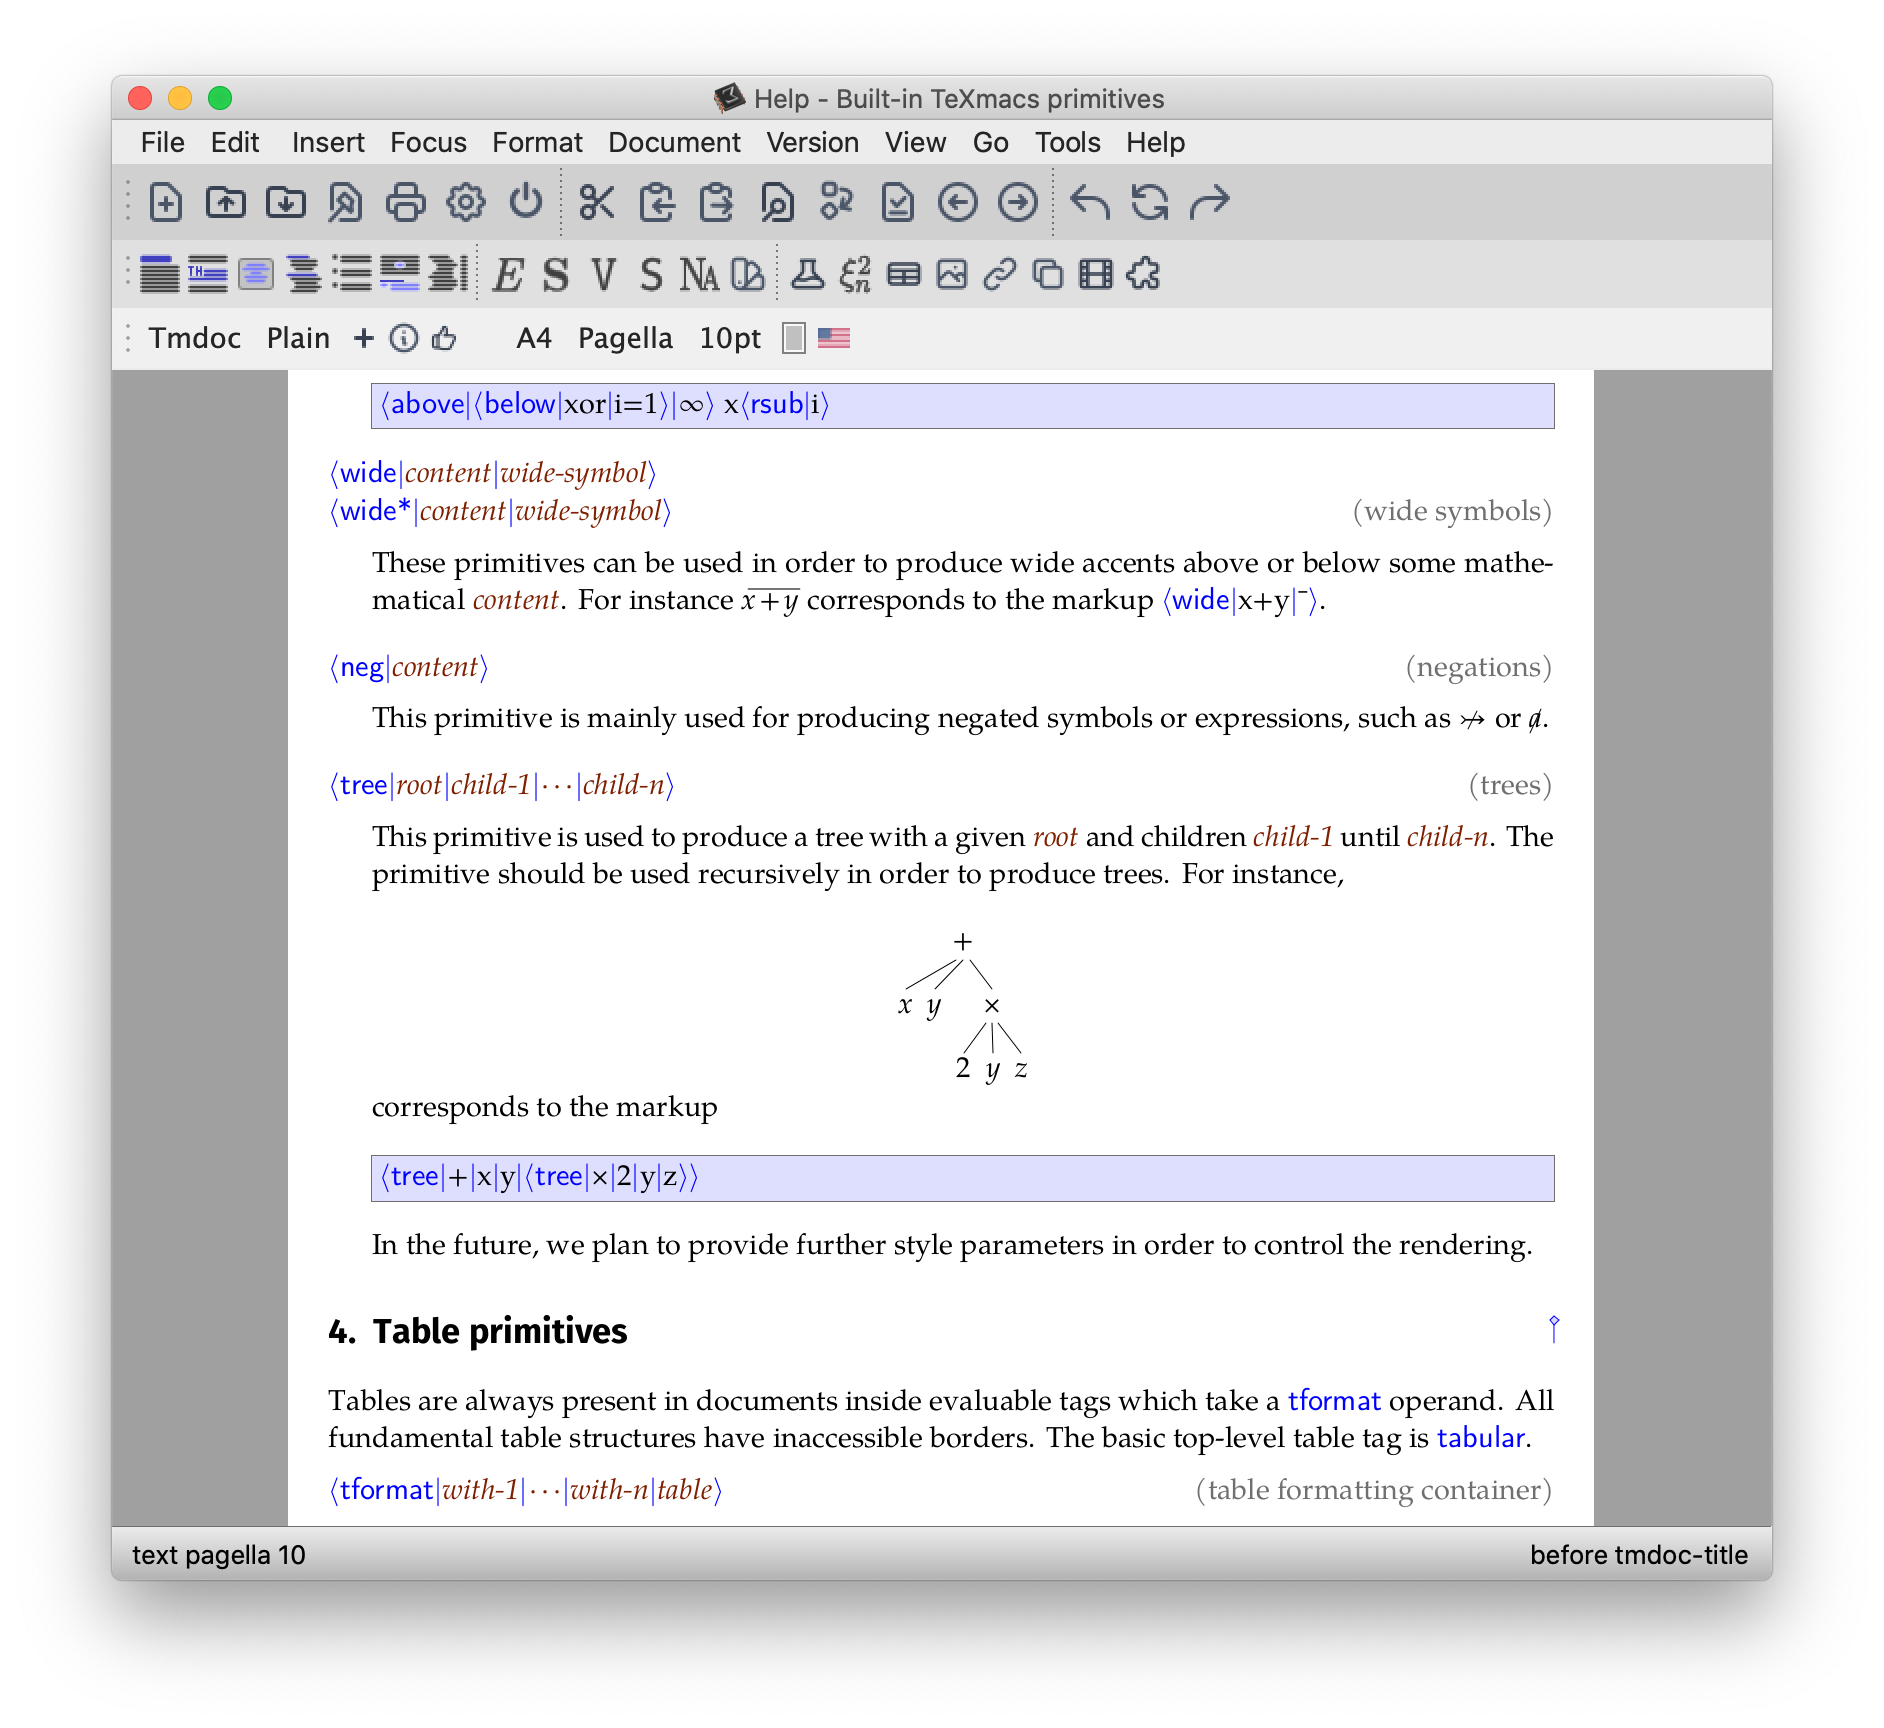 Help - Built-in TeXmacs primitives
File Edit Insert Focus Format Document Version View Go Tools Help
TH
E S V S NA ξ²ₙ
Tmdoc Plain + A4 Pagella 10pt
⟨above|⟨below|xor|i=1⟩|∞⟩ x⟨rsub|i⟩
⟨wide|content|wide-symbol⟩
⟨wide*|content|wide-symbol⟩ (wide symbols)
These primitives can be used in order to produce wide accents above or below some mathe-
matical content. For instance x̅+̅y̅ corresponds to the markup ⟨wide|x+y|¯⟩.
⟨neg|content⟩ (negations)
This primitive is mainly used for producing negated symbols or expressions, such as ↣̸ or a̸.
⟨tree|root|child-1|···|child-n⟩ (trees)
This primitive is used to produce a tree with a given root and children child-1 until child-n. The
primitive should be used recursively in order to produce trees. For instance,
+
x y ×
2 y z
corresponds to the markup
⟨tree|+|x|y|⟨tree|×|2|y|z⟩⟩
In the future, we plan to provide further style parameters in order to control the rendering.
4. Table primitives
Tables are always present in documents inside evaluable tags which take a tformat operand. All
fundamental table structures have inaccessible borders. The basic top-level table tag is tabular.
⟨tformat|with-1|···|with-n|table⟩ (table formatting container)
text pagella 10 before tmdoc-title